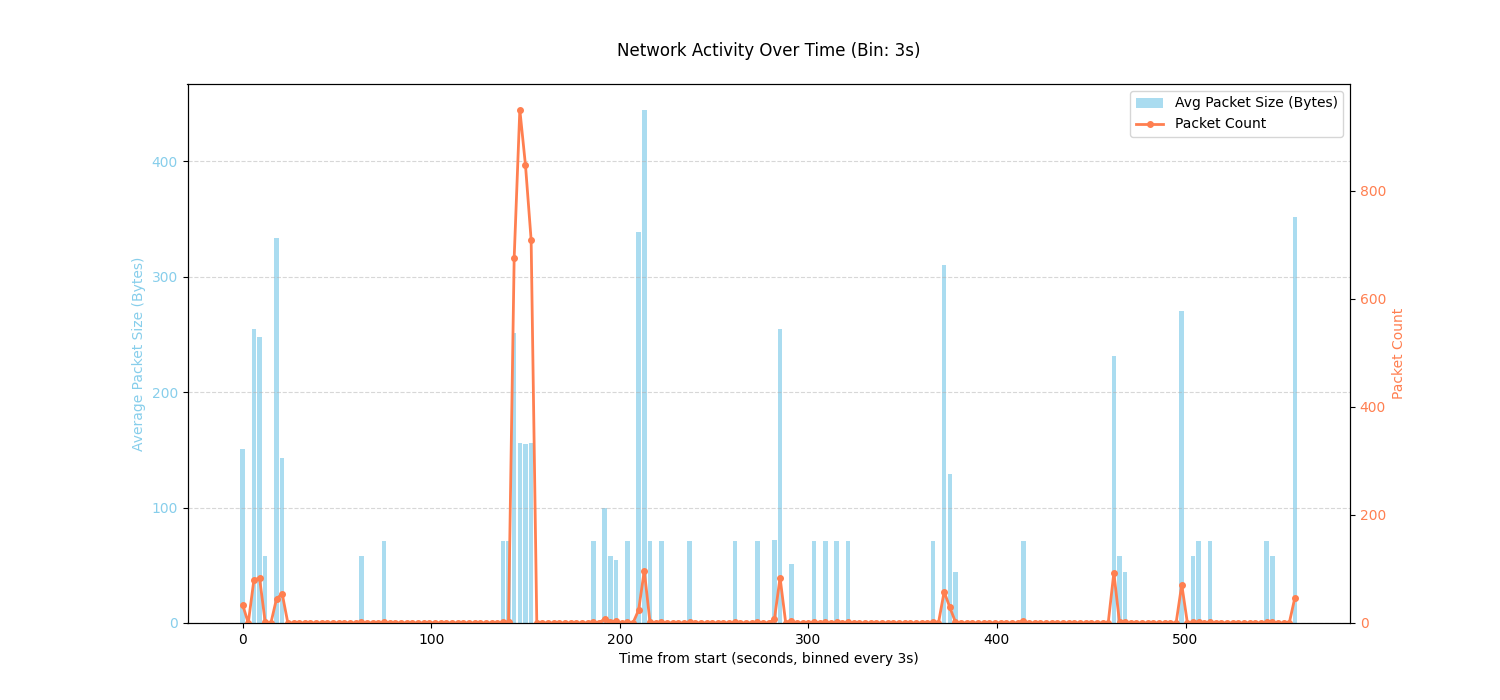 Network Activity Over Time (Bin: 3s)
Avg Packet Size (Bytes)
Packet Count
Average Packet Size (Bytes)
400
300
200
100
0
800
600
400
200
0
Packet Count
0 100 200 300 400 500
Time from start (seconds, binned every 3s)